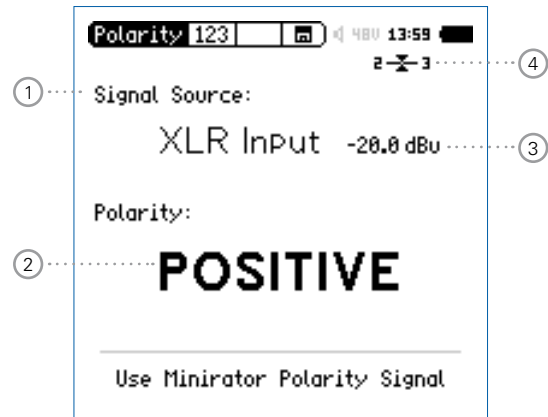 Polarity 123 48V 13:59
2 3 4
1 Signal Source:
XLR Input -20.0 dBu 3
Polarity:
2 POSITIVE
Use Minirator Polarity Signal